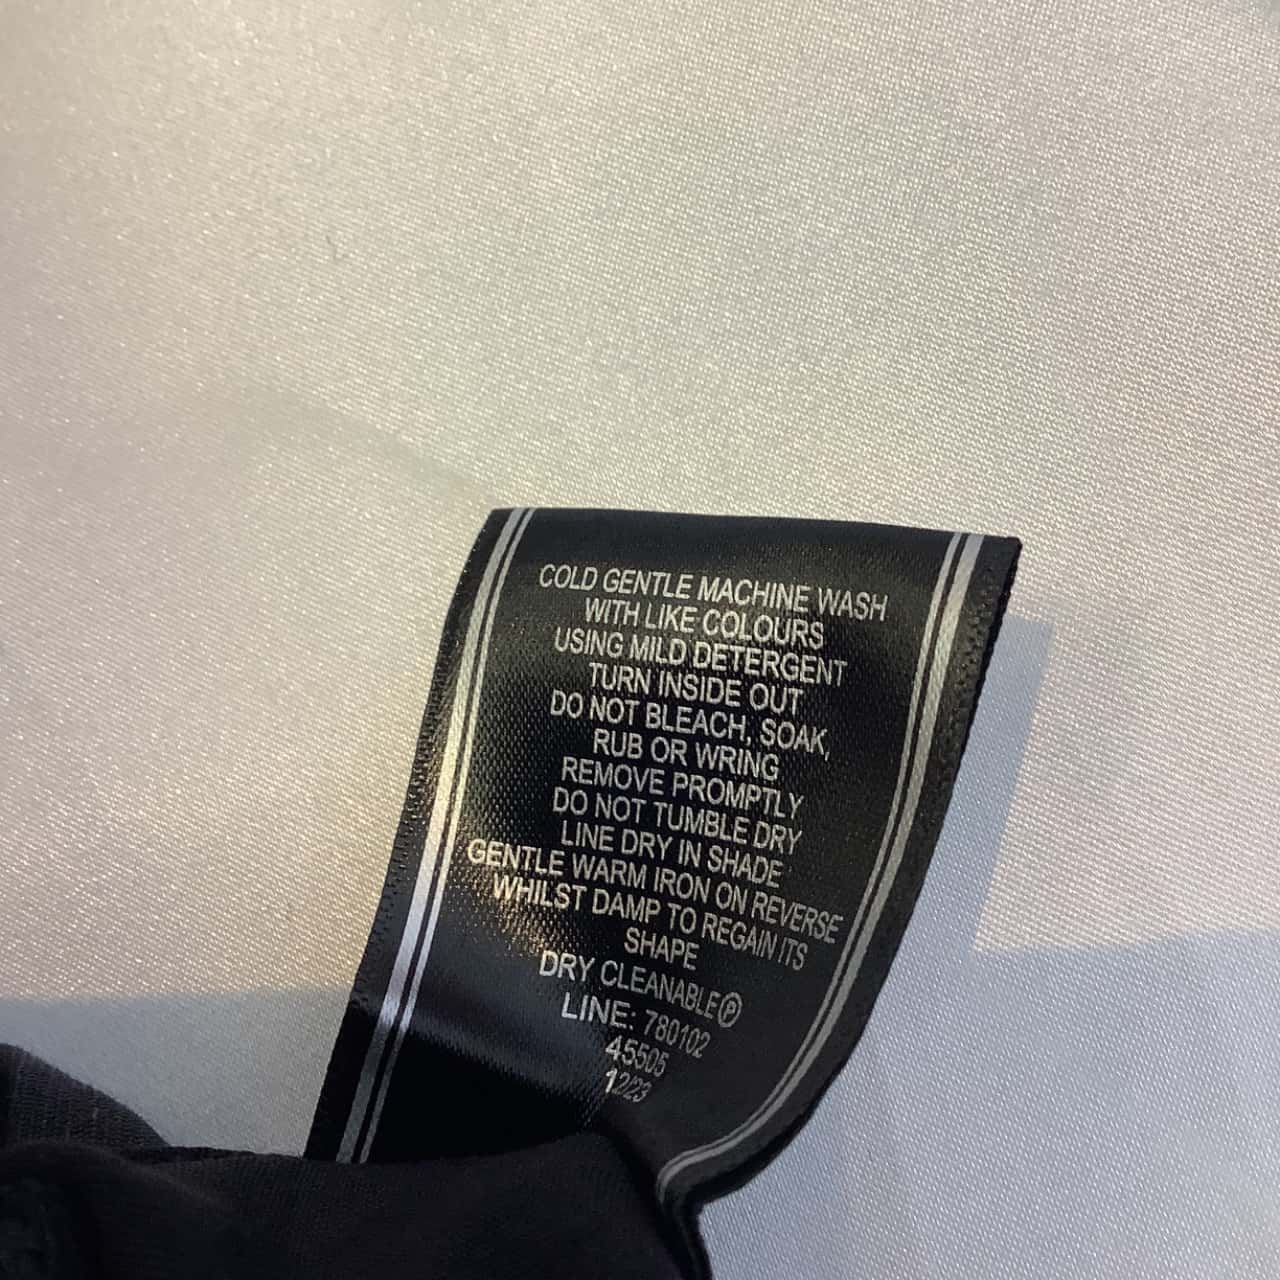 COLD GENTLE MACHINE WASH
WITH LIKE COLOURS
USING MILD DETERGENT
TURN INSIDE OUT
DO NOT BLEACH, SOAK,
RUB OR WRING
REMOVE PROMPTLY
DO NOT TUMBLE DRY
LINE DRY IN SHADE
GENTLE WARM IRON ON REVERSE
WHILST DAMP TO REGAIN ITS
SHAPE
DRY CLEANABLE Ⓟ
LINE: 780102
45505
12/23